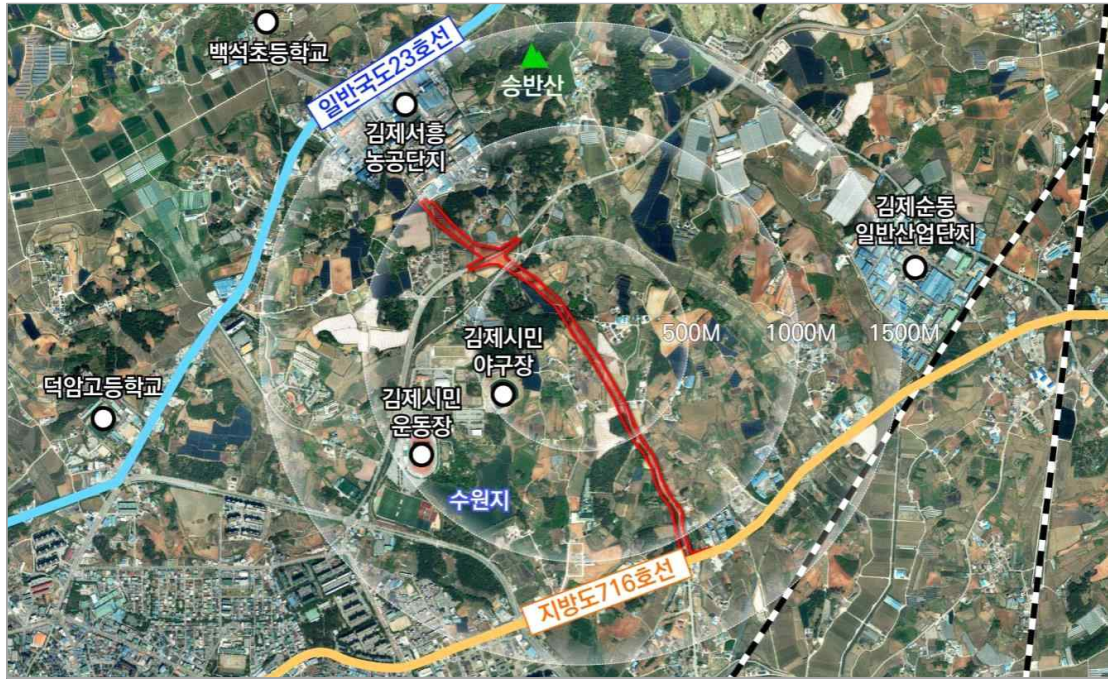 백석초등학교
일반국도23호선
승반산
김제서흥
농공단지
김제순동
일반산업단지
500M
1000M
1500M
김제시민
야구장
덕암고등학교
김제시민
운동장
수원지
지방도716호선